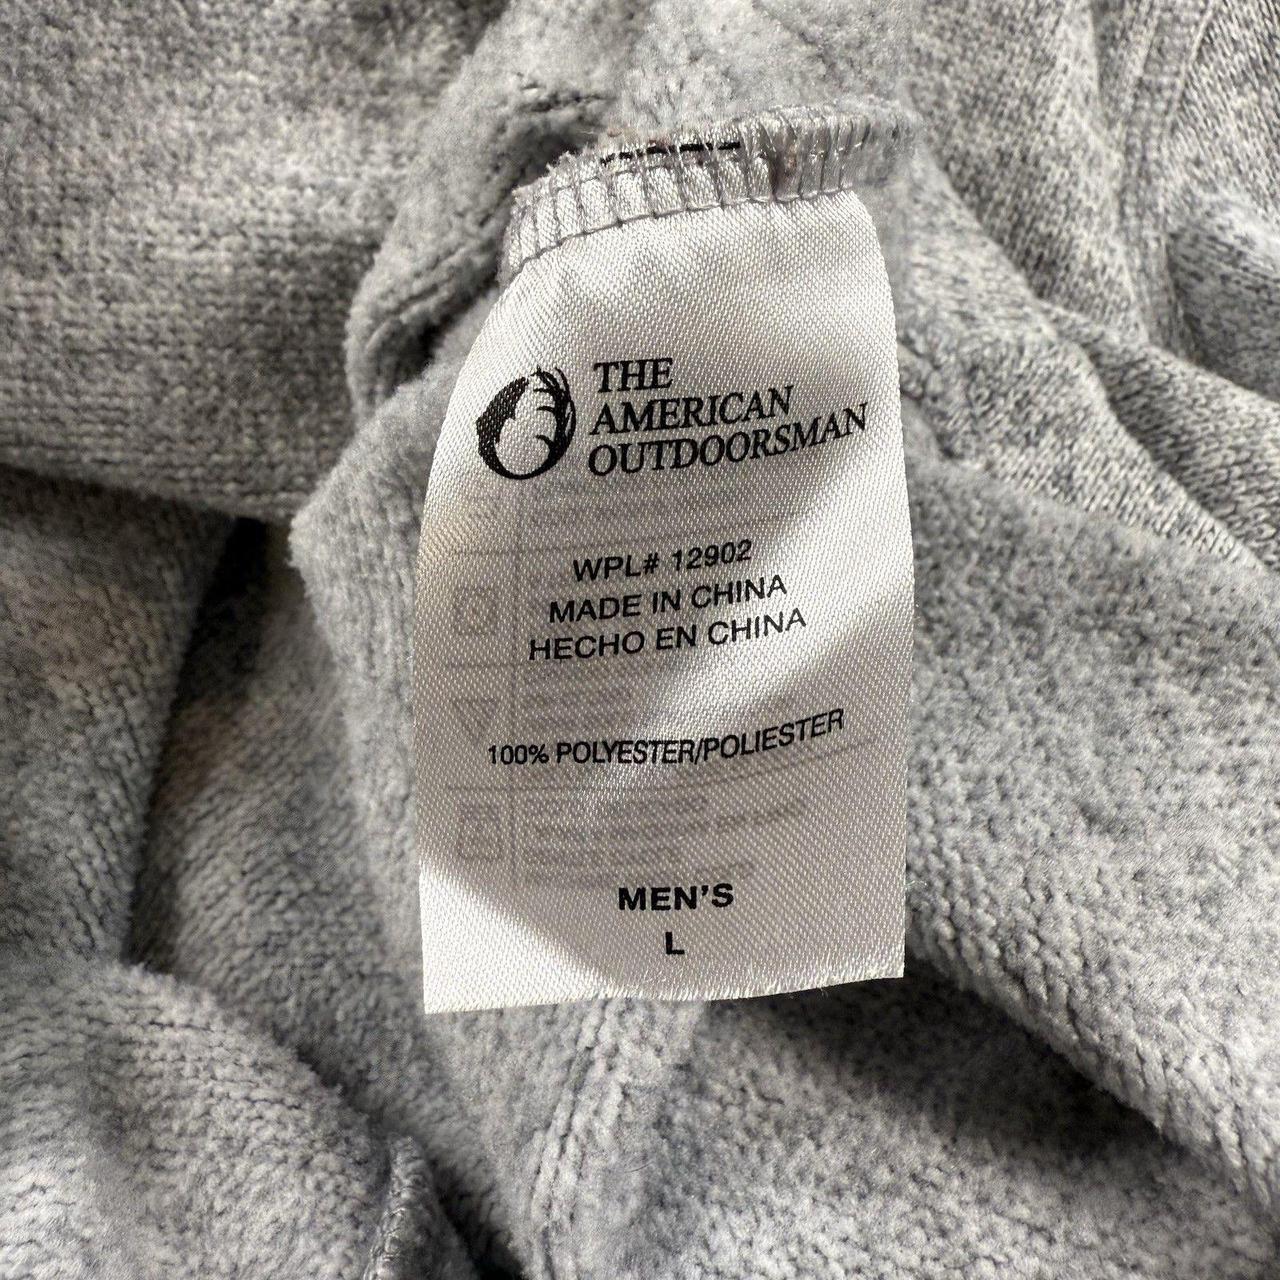 THE
AMERICAN
OUTDOORSMAN
WPL# 12902
MADE IN CHINA
HECHO EN CHINA
100% POLYESTER/POLIESTER
MEN'S
L